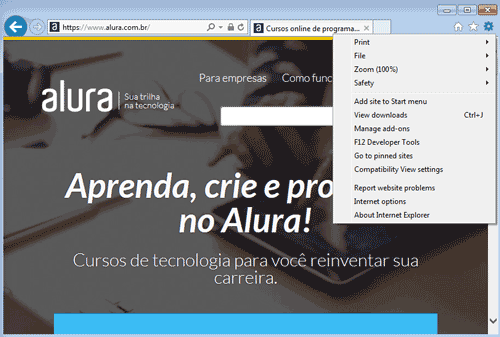 https://www.alura.com.br/
Cursos online de programa...
Print
File
Zoom (100%)
Safety
Add site to Start menu
View downloads Ctrl+J
Manage add-ons
F12 Developer Tools
Go to pinned sites
Compatibility View settings
Report website problems
Internet options
About Internet Explorer
alura
Sua trilha
na tecnologia
Para empresas Como func
Aprenda, crie e pro
no Alura!
Cursos de tecnologia para você reinventar sua
carreira.